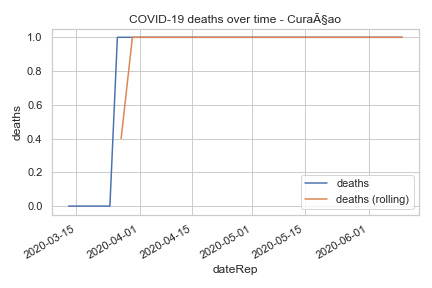 COVID-19 deaths over time - CuraÃ§ao
deaths
1.0
0.8
0.6
0.4
0.2
0.0
deaths
deaths (rolling)
2020-03-15
2020-04-01
2020-04-15
2020-05-01
2020-05-15
2020-06-01
dateRep